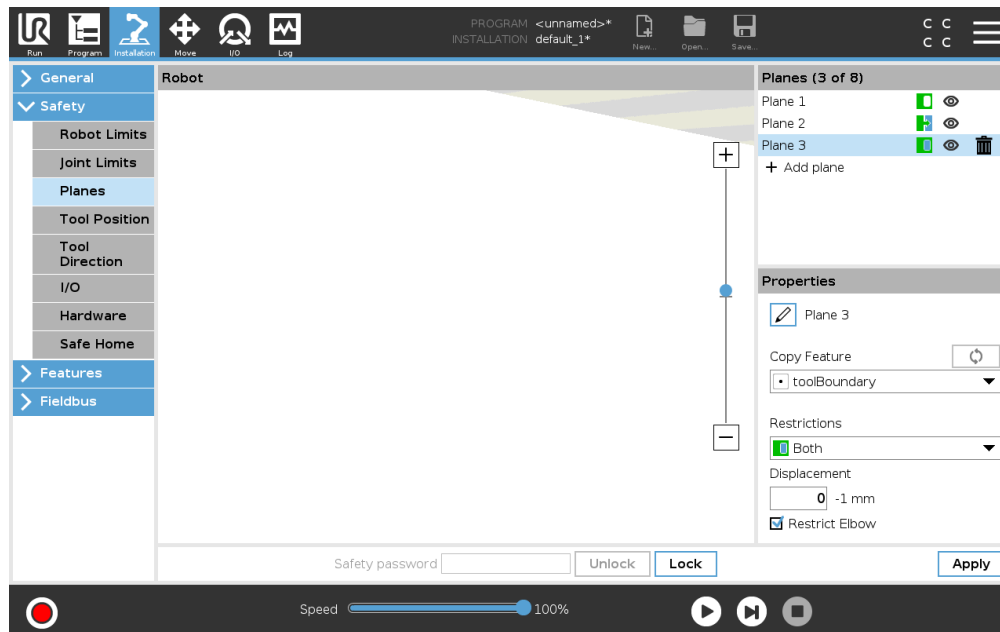 PROGRAM <unnamed>*
INSTALLATION default_1*
UR
Run
Program
Installation
Move
I/O
Log
New...
Open...
Save...
C C
C C
General
Safety
Robot Limits
Joint Limits
Planes
Tool Position
Tool
Direction
I/O
Hardware
Safe Home
Features
Fieldbus
Robot
Planes (3 of 8)
Plane 1
Plane 2
Plane 3
+ Add plane
Properties
Plane 3
Copy Feature
toolBoundary
Restrictions
Both
Displacement
0 -1 mm
Restrict Elbow
Safety password
Unlock
Lock
Apply
Speed
100%